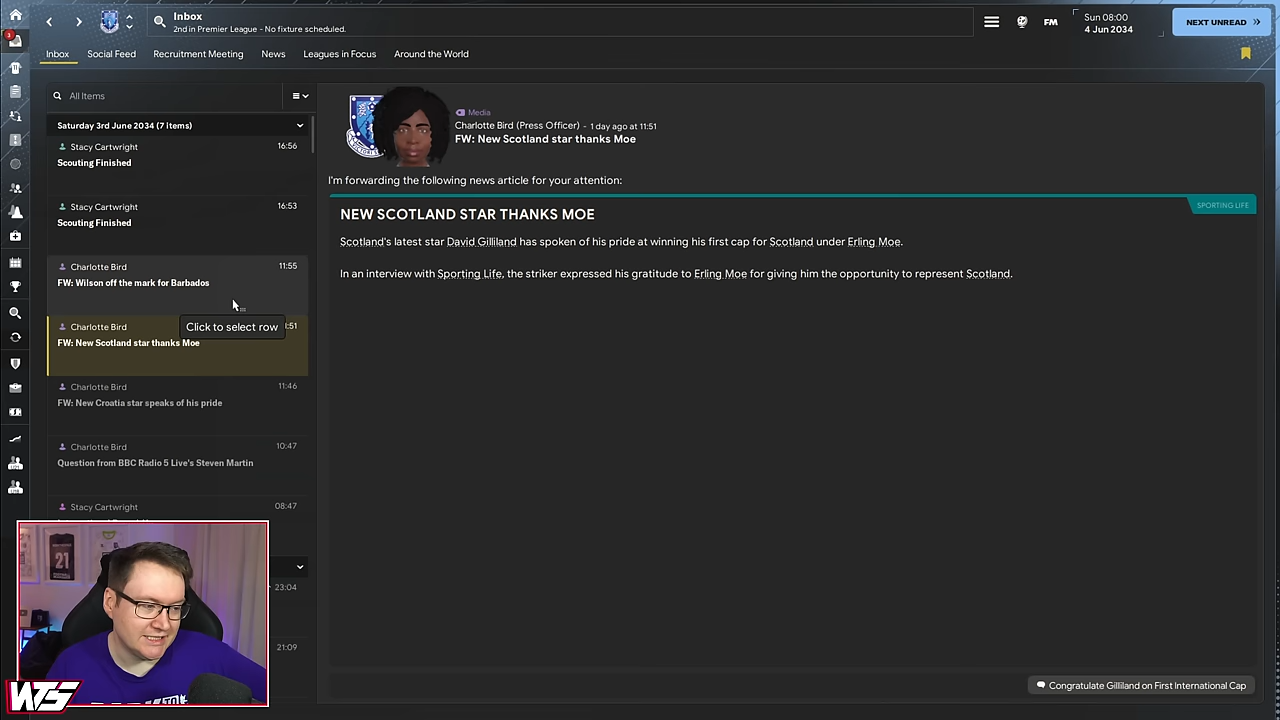 Inbox
2nd in Premier League - No fixture scheduled.
FM
Sun 08:00
4 Jun 2034
NEXT UNREAD
3
Inbox
Social Feed
Recruitment Meeting
News
Leagues in Focus
Around the World
All Items
Saturday 3rd June 2034 (7 Items)
Stacy Cartwright
16:56
Scouting Finished
Stacy Cartwright
16:53
Scouting Finished
Charlotte Bird
11:55
FW: Wilson off the mark for Barbados
Click to select row
Charlotte Bird
:51
FW: New Scotland star thanks Moe
Charlotte Bird
11:46
FW: New Croatia star speaks of his pride
Charlotte Bird
10:47
Question from BBC Radio 5 Live's Steven Martin
Stacy Cartwright
08:47
23:04
21:09
Media
Charlotte Bird (Press Officer) - 1 day ago at 11:51
FW: New Scotland star thanks Moe
I'm forwarding the following news article for your attention:
SPORTING LIFE
NEW SCOTLAND STAR THANKS MOE
Scotland's latest star David Gilliland has spoken of his pride at winning his first cap for Scotland under Erling Moe.
In an interview with Sporting Life, the striker expressed his gratitude to Erling Moe for giving him the opportunity to represent Scotland.
Congratulate Gilliland on First International Cap
21
WTS